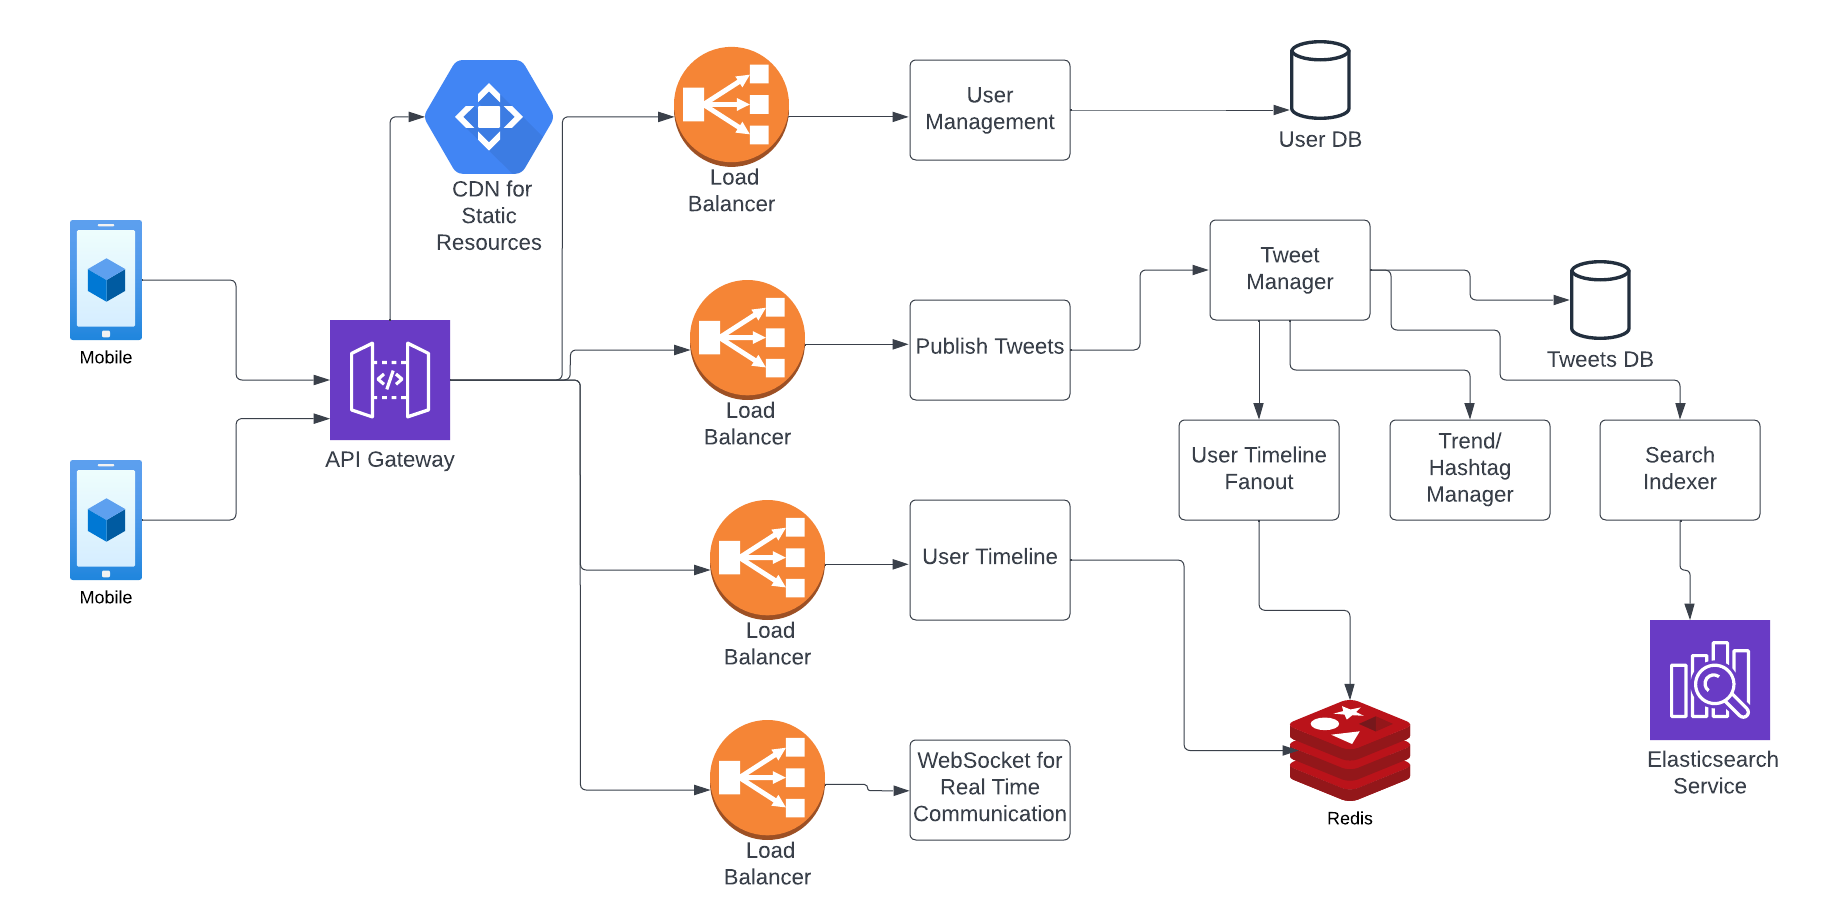 CDN for
Static
Resources
Load
Balancer
User
Management
User DB
Mobile
Tweet
Manager
Tweets DB
API Gateway
Load
Balancer
Publish Tweets
User Timeline
Fanout
Trend/
Hashtag
Manager
Search
Indexer
Mobile
Load
Balancer
User Timeline
Load
Balancer
WebSocket for
Real Time
Communication
Redis
Elasticsearch
Service